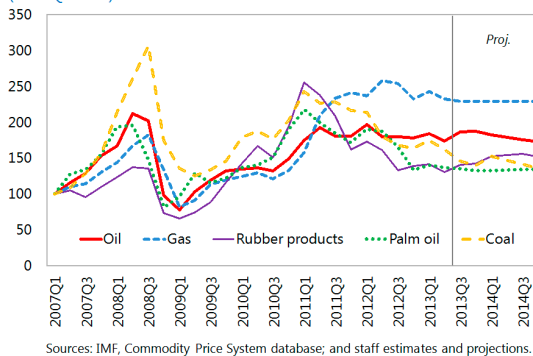 350
300
250
200
150
100
50
0
Proj.
Oil Gas Rubber products Palm oil Coal
2007Q1 2007Q3 2008Q1 2008Q3 2009Q1 2009Q3 2010Q1 2010Q3 2011Q1 2011Q3 2012Q1 2012Q3 2013Q1 2013Q3 2014Q1 2014Q3
Sources: IMF, Commodity Price System database; and staff estimates and projections.